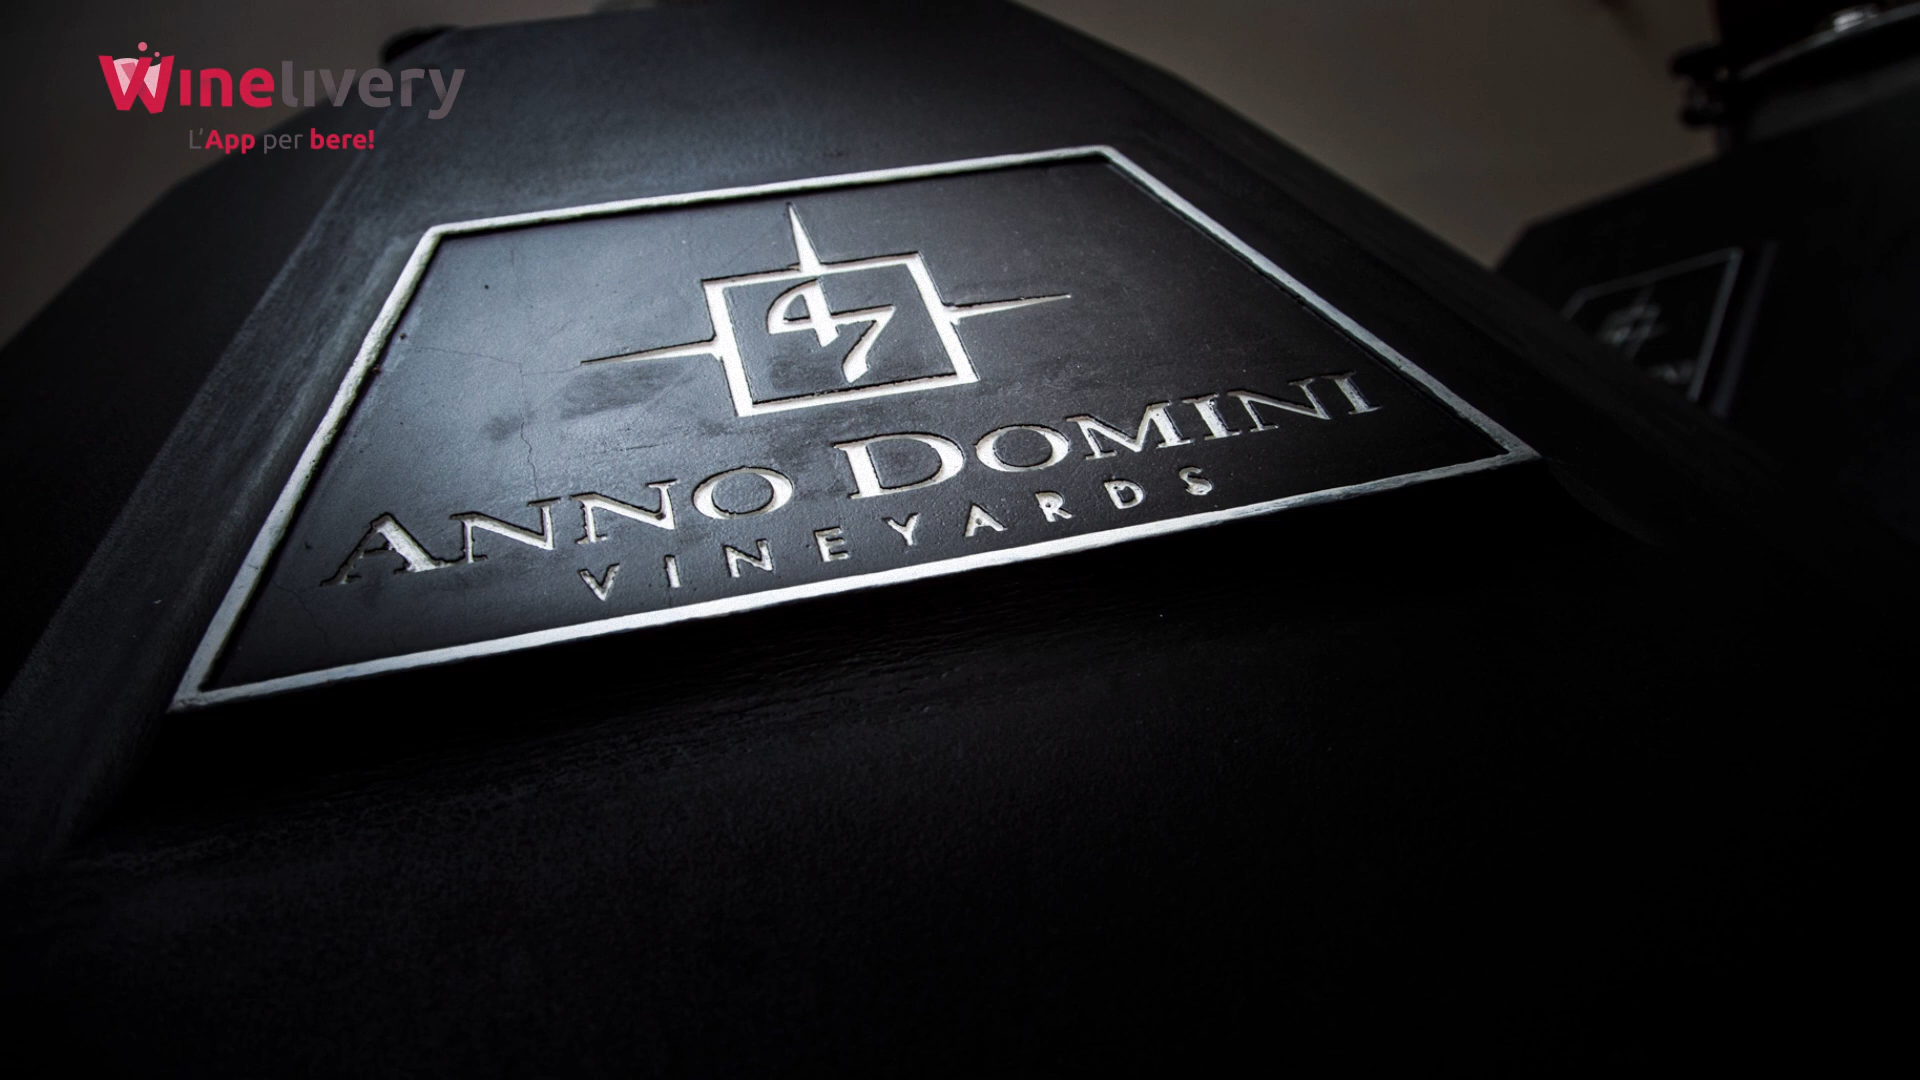 Winelivery
L'App per bere!
47
ANNO DOMINI
VINEYARDS